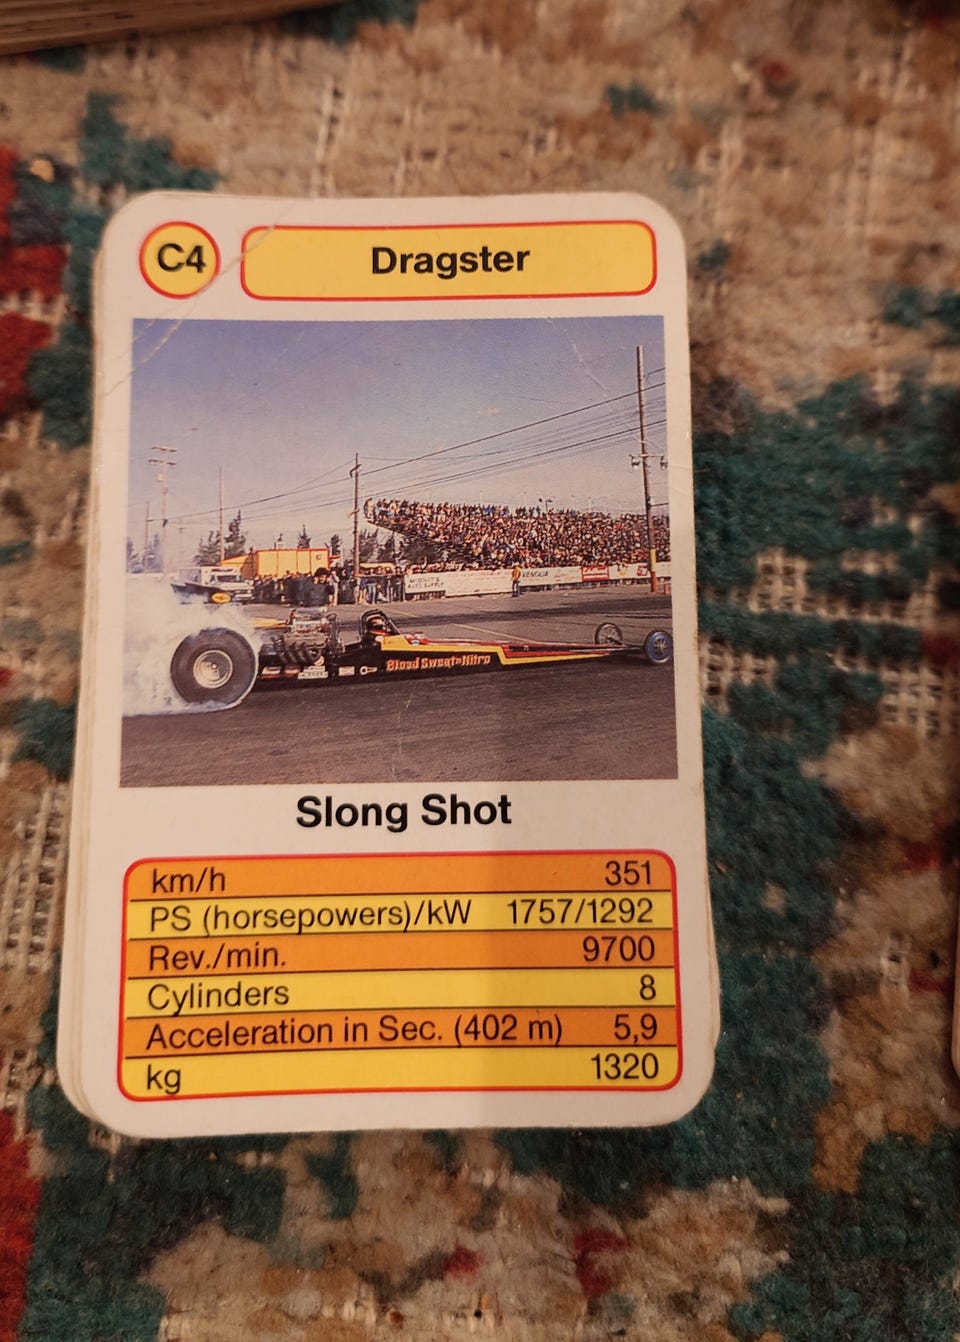 C4
Dragster
VENOLIA
Blood Sweat n Nitro
Slong Shot
km/h 351
PS (horsepowers)/kW 1757/1292
Rev./min. 9700
Cylinders 8
Acceleration in Sec. (402 m) 5,9
kg 1320